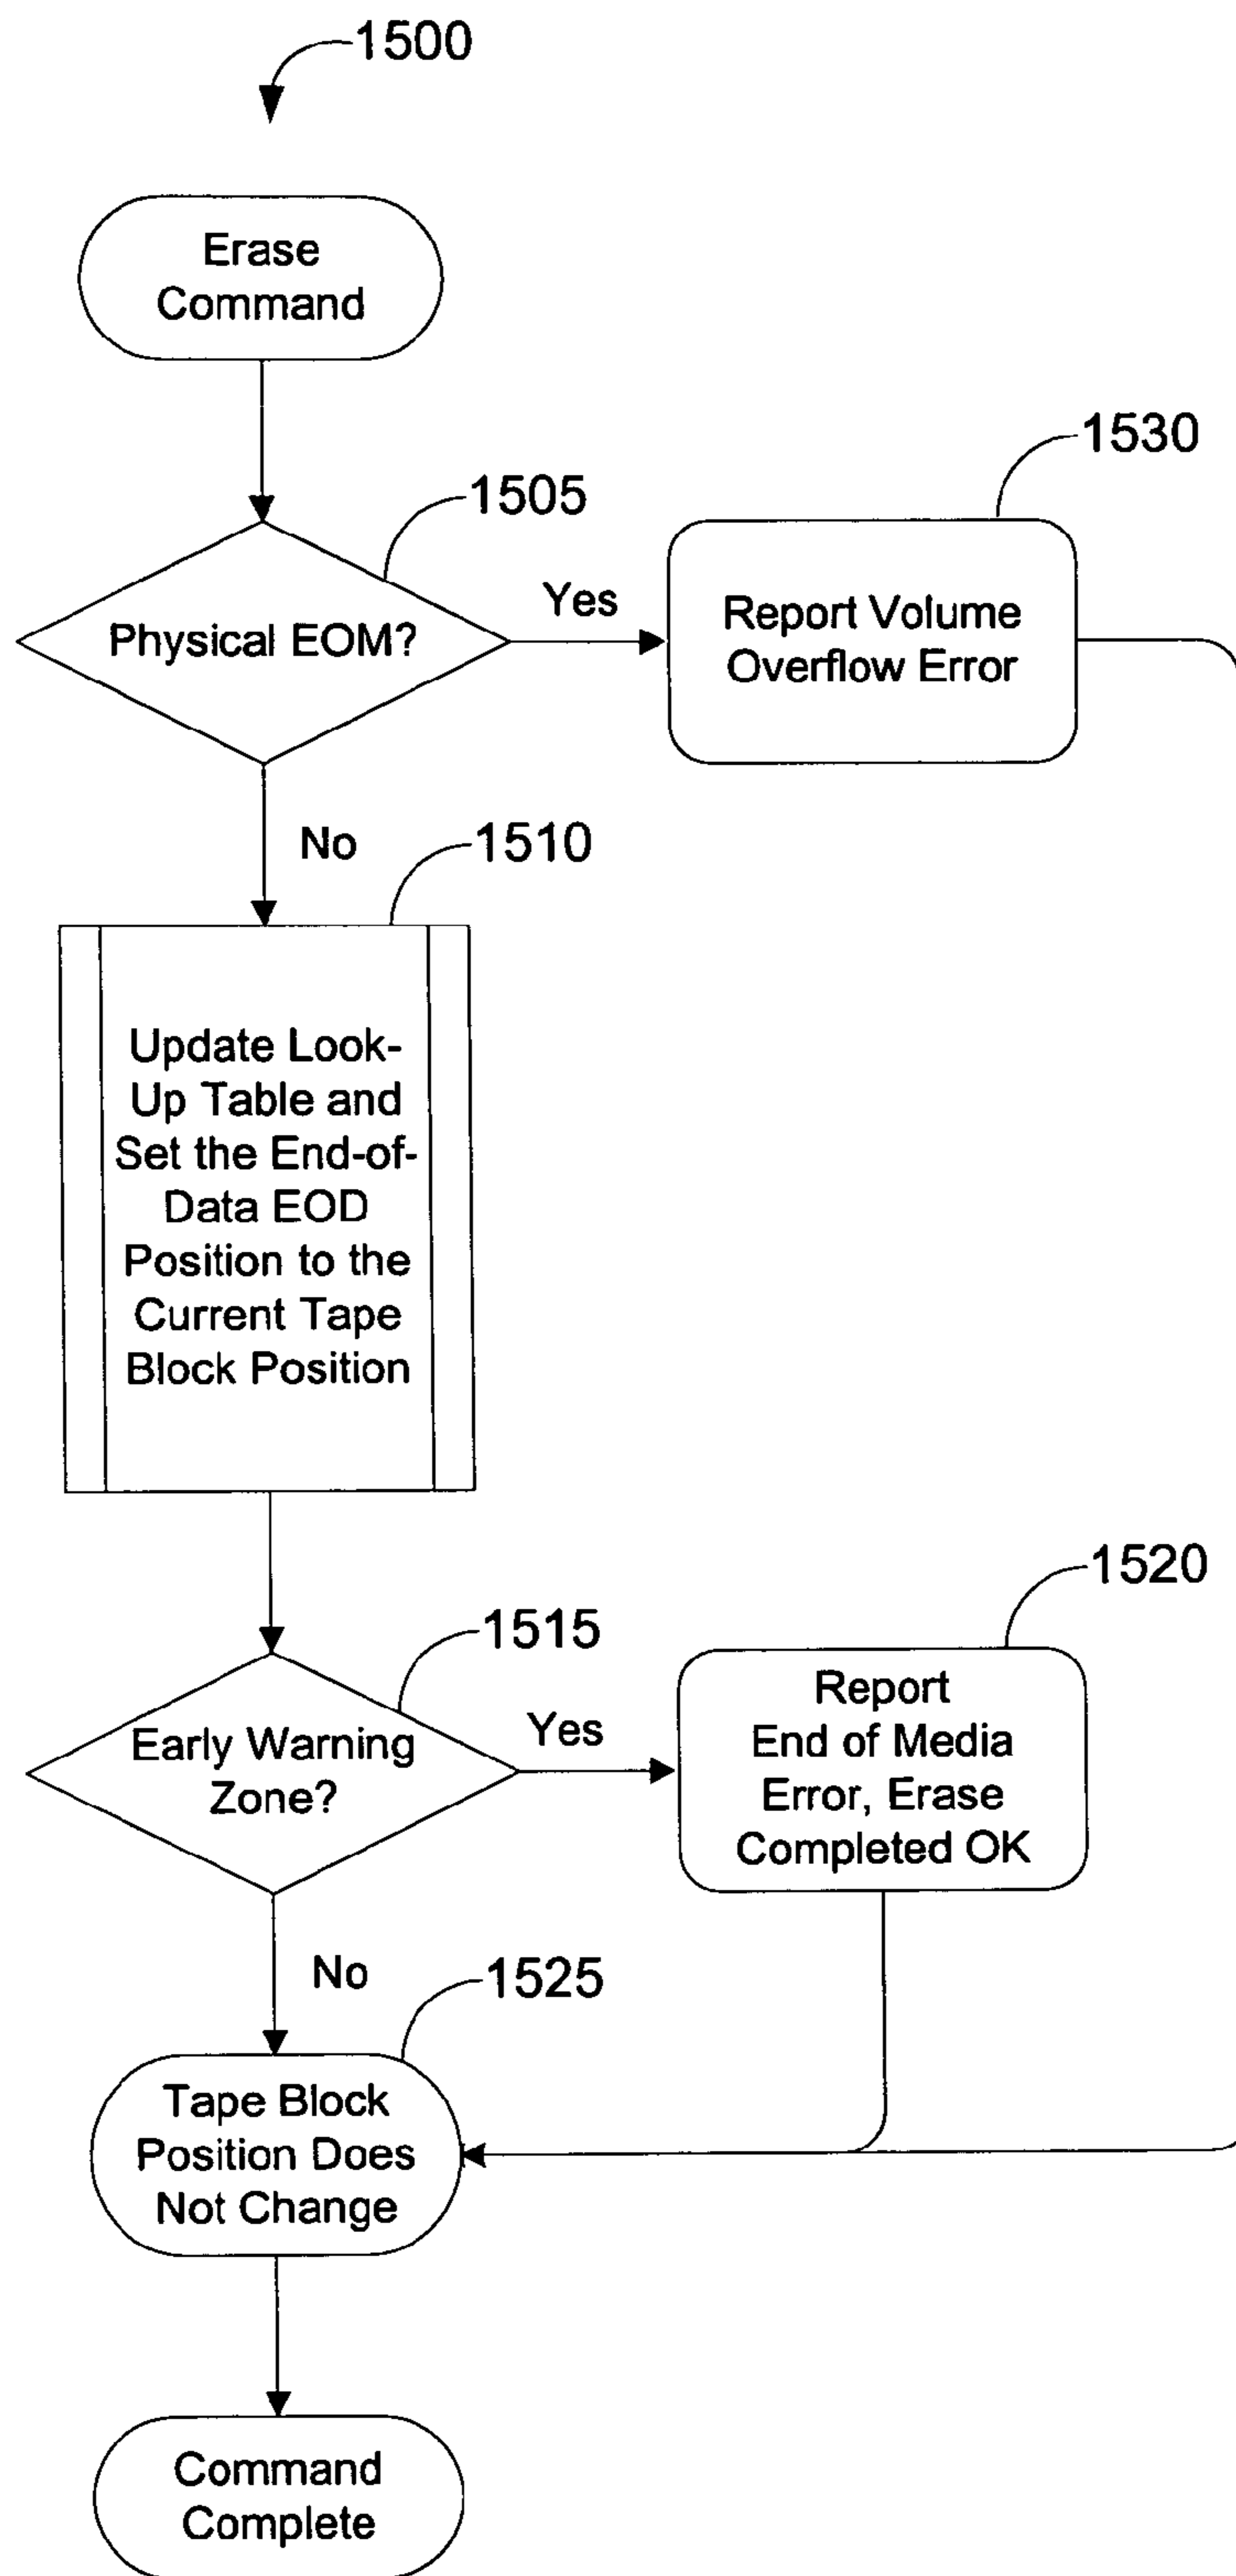 1500
Erase
Command
1505
Physical EOM?
Yes
1530
Report Volume
Overflow Error
No
1510
Update Look-
Up Table and
Set the End-of-
Data EOD
Position to the
Current Tape
Block Position
1515
Early Warning
Zone?
Yes
1520
Report
End of Media
Error, Erase
Completed OK
No
1525
Tape Block
Position Does
Not Change
Command
Complete